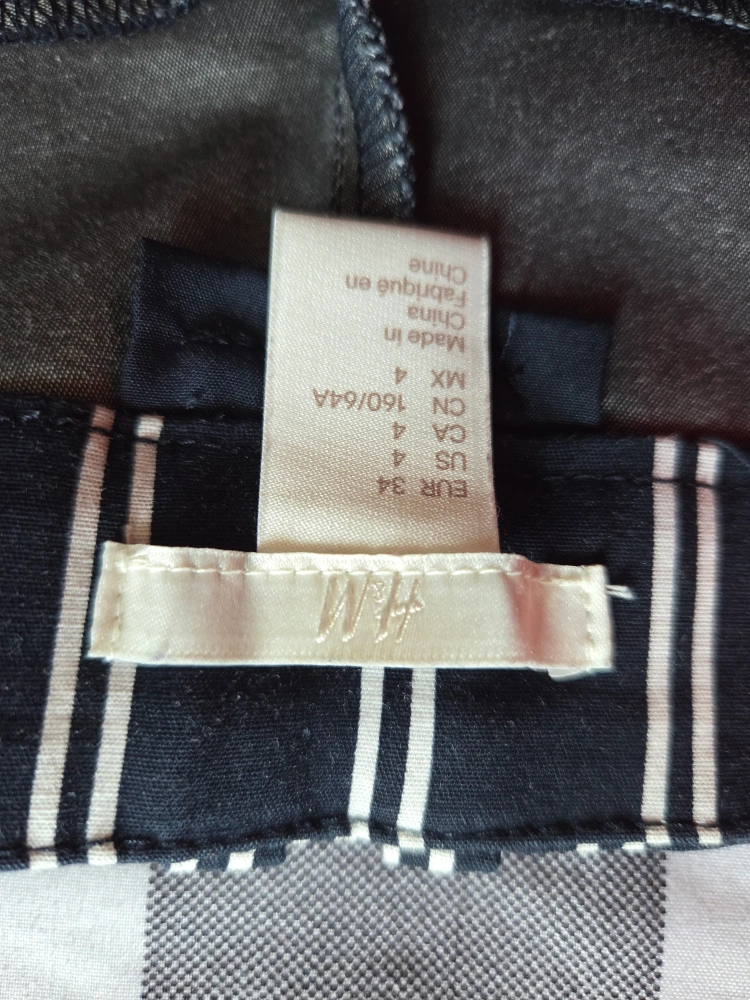 H&M
EUR 34
US 4
CA 4
CN 160/64A
MX 4
Made in
China
Fabriqué en
Chine